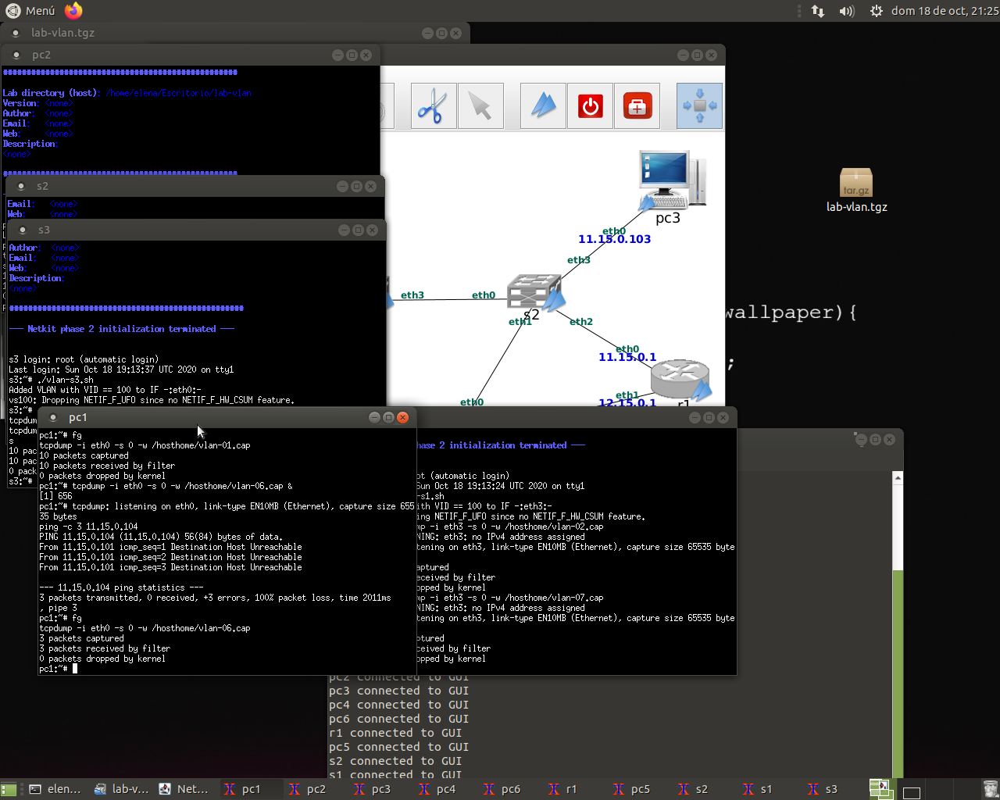 Menú
dom 18 de oct, 21:25
lab-vlan.tgz
pc2
Lab directory (host): /home/elena/Escritorio/lab-vlan
Version: <none>
Author: <none>
Email: <none>
Web: <none>
Description:
<none>
s2
Email: <none>
Web: <none>
s3
Author: <none>
Email: <none>
Web: <none>
Description:
<none>
--- Netkit phase 2 initialization terminated ---
s3 login: root (automatic login)
Last login: Sun Oct 18 19:13:37 UTC 2020 on tty1
s3:~# ./vlan-s3.sh
Added VLAN with VID == 100 to IF -:eth0:-
vs100: Dropping NETIF_F_UFO since no NETIF_F_HW_CSUM feature.
s3:~#
tcpdum
tcpdum
s
10 pac
10 pac
0 pack
s3:~#
pc3
eth0
11.15.0.103
eth3
eth3
eth0
s2
eth1
eth2
eth0
11.15.0.1
eth1
12.15.0.1
r1
eth0
tar.gz
lab-vlan.tgz
wallpaper){
;
pc1
pc1:~# fg
tcpdump -i eth0 -s 0 -w /hosthome/vlan-01.cap
10 packets captured
10 packets received by filter
0 packets dropped by kernel
pc1:~# tcpdump -i eth0 -s 0 -w /hosthome/vlan-06.cap &
[1] 656
pc1:~# tcpdump: listening on eth0, link-type EN10MB (Ethernet), capture size 655
35 bytes
ping -c 3 11.15.0.104
PING 11.15.0.104 (11.15.0.104) 56(84) bytes of data.
From 11.15.0.101 icmp_seq=1 Destination Host Unreachable
From 11.15.0.101 icmp_seq=2 Destination Host Unreachable
From 11.15.0.101 icmp_seq=3 Destination Host Unreachable
--- 11.15.0.104 ping statistics ---
3 packets transmitted, 0 received, +3 errors, 100% packet loss, time 2011ms
, pipe 3
pc1:~# fg
tcpdump -i eth0 -s 0 -w /hosthome/vlan-06.cap
3 packets captured
3 packets received by filter
0 packets dropped by kernel
pc1:~#
hase 2 initialization terminated ---
ot (automatic login)
Sun Oct 18 19:13:24 UTC 2020 on tty1
-s1.sh
ith VID == 100 to IF -:eth3:-
ng NETIF_F_UFO since no NETIF_F_HW_CSUM feature.
mp -i eth3 -s 0 -w /hosthome/vlan-02.cap
NING: eth3: no IPv4 address assigned
tening on eth3, link-type EN10MB (Ethernet), capture size 65535 byte
aptured
eceived by filter
opped by kernel
mp -i eth3 -s 0 -w /hosthome/vlan-07.cap
NING: eth3: no IPv4 address assigned
tening on eth3, link-type EN10MB (Ethernet), capture size 65535 byte
ptured
ceived by filter
opped by kernel
pc2 connected to GUI
pc3 connected to GUI
pc4 connected to GUI
pc6 connected to GUI
r1 connected to GUI
pc5 connected to GUI
s2 connected to GUI
s1 connected to GUI
elen...
lab-v...
Net...
pc1
pc2
pc3
pc4
pc6
r1
pc5
s2
s1
s3